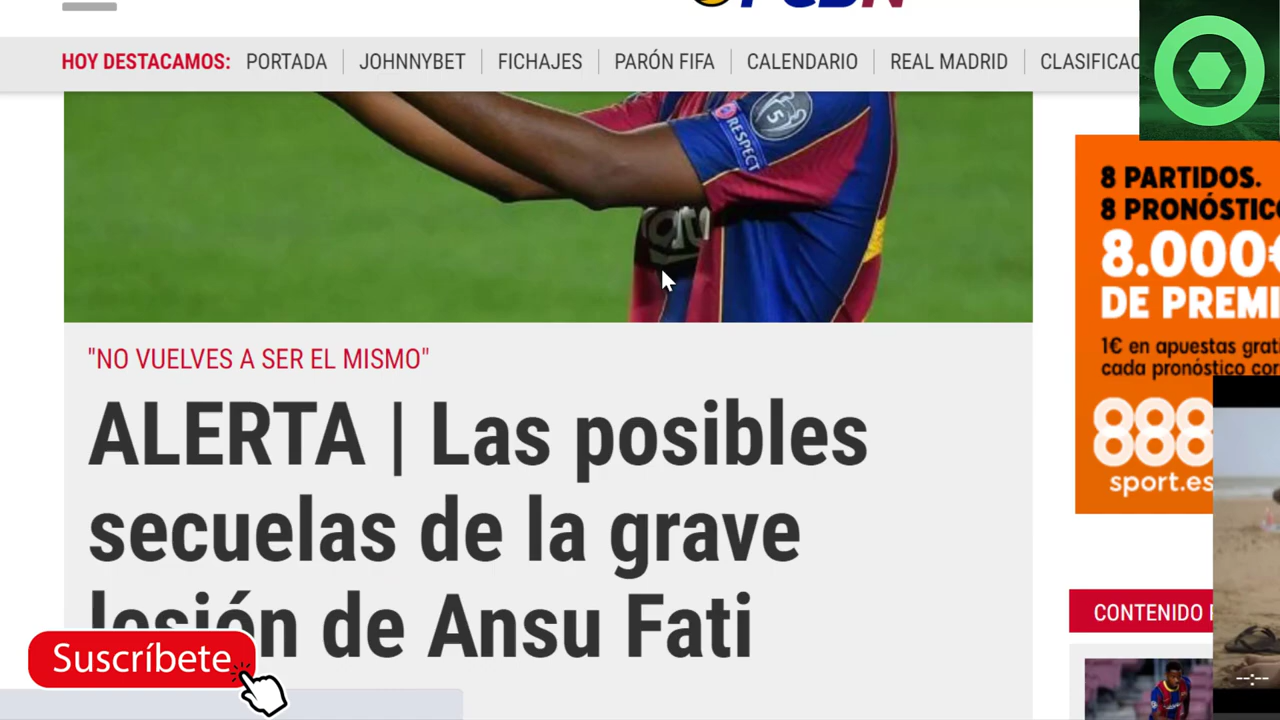 HOY DESTACAMOS: PORTADA JOHNNYBET FICHAJES PARÓN FIFA CALENDARIO REAL MADRID CLASIFICAC
5
RESPECT
8 PARTIDOS.
8 PRONÓSTIC
8.000€
DE PREMI
1€ en apuestas grati
cada pronóstico cor
888
sport.es
"NO VUELVES A SER EL MISMO"
ALERTA | Las posibles
secuelas de la grave
lesión de Ansu Fati
Suscríbete
CONTENIDO
--:--